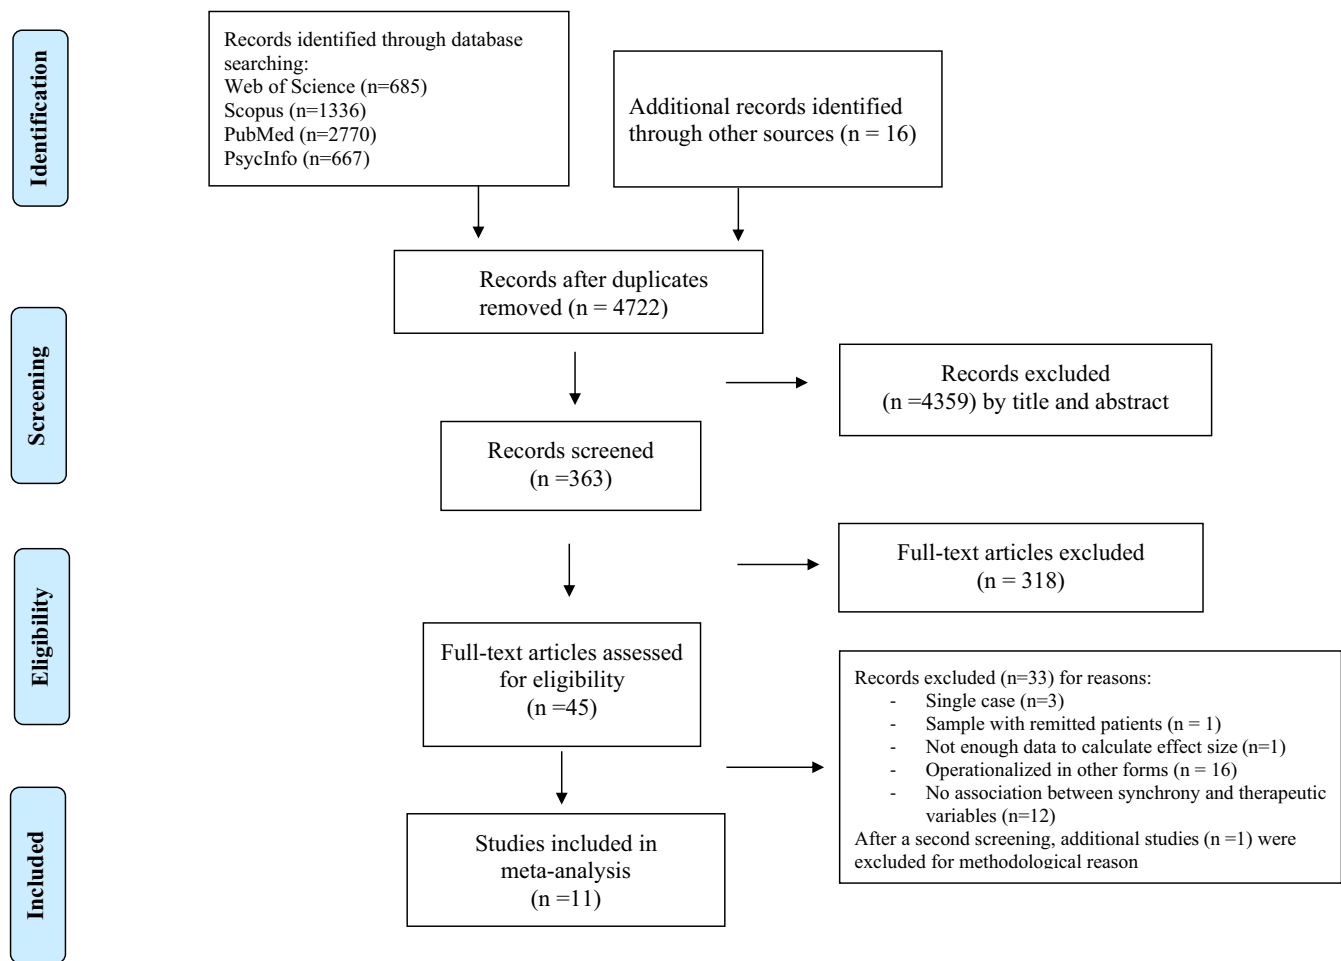 Identification
Records identified through database
searching:
Web of Science (n=685)
Scopus (n=1336)
PubMed (n=2770)
PsycInfo (n=667)
Additional records identified
through other sources (n = 16)
Records after duplicates
removed (n = 4722)
Screening
Records excluded
(n =4359) by title and abstract
Records screened
(n =363)
Eligibility
Full-text articles excluded
(n = 318)
Full-text articles assessed
for eligibility
(n =45)
Records excluded (n=33) for reasons:
- Single case (n=3)
- Sample with remitted patients (n = 1)
- Not enough data to calculate effect size (n=1)
- Operationalized in other forms (n = 16)
- No association between synchrony and therapeutic
variables (n=12)
After a second screening, additional studies (n =1) were
excluded for methodological reason
Included
Studies included in
meta-analysis
(n =11)